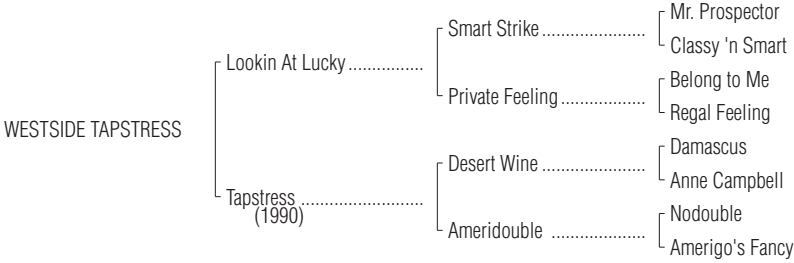 Mr. Prospector
Smart Strike ......................
Classy 'n Smart
Lookin At Lucky ................
Belong to Me
Private Feeling ..................
Regal Feeling
WESTSIDE TAPSTRESS
Damascus
Desert Wine ......................
Anne Campbell
Tapstress ..........................
(1990)
Nodouble
Ameridouble ....................
Amerigo's Fancy